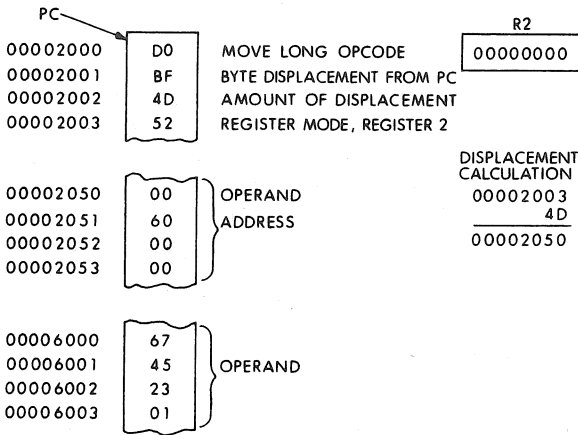 PC
R2
00002000 D0 MOVE LONG OPCODE 00000000
00002001 BF BYTE DISPLACEMENT FROM PC
00002002 4D AMOUNT OF DISPLACEMENT
00002003 52 REGISTER MODE, REGISTER 2
DISPLACEMENT
CALCULATION
00002050 00 OPERAND 00002003
00002051 60 ADDRESS 4D
00002052 00 00002050
00002053 00
00006000 67
00006001 45 OPERAND
00006002 23
00006003 01